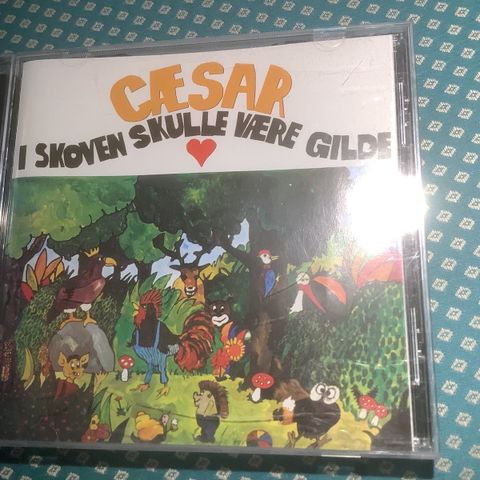 CÆSAR
I SKOVEN SKULLE VÆRE GILDE